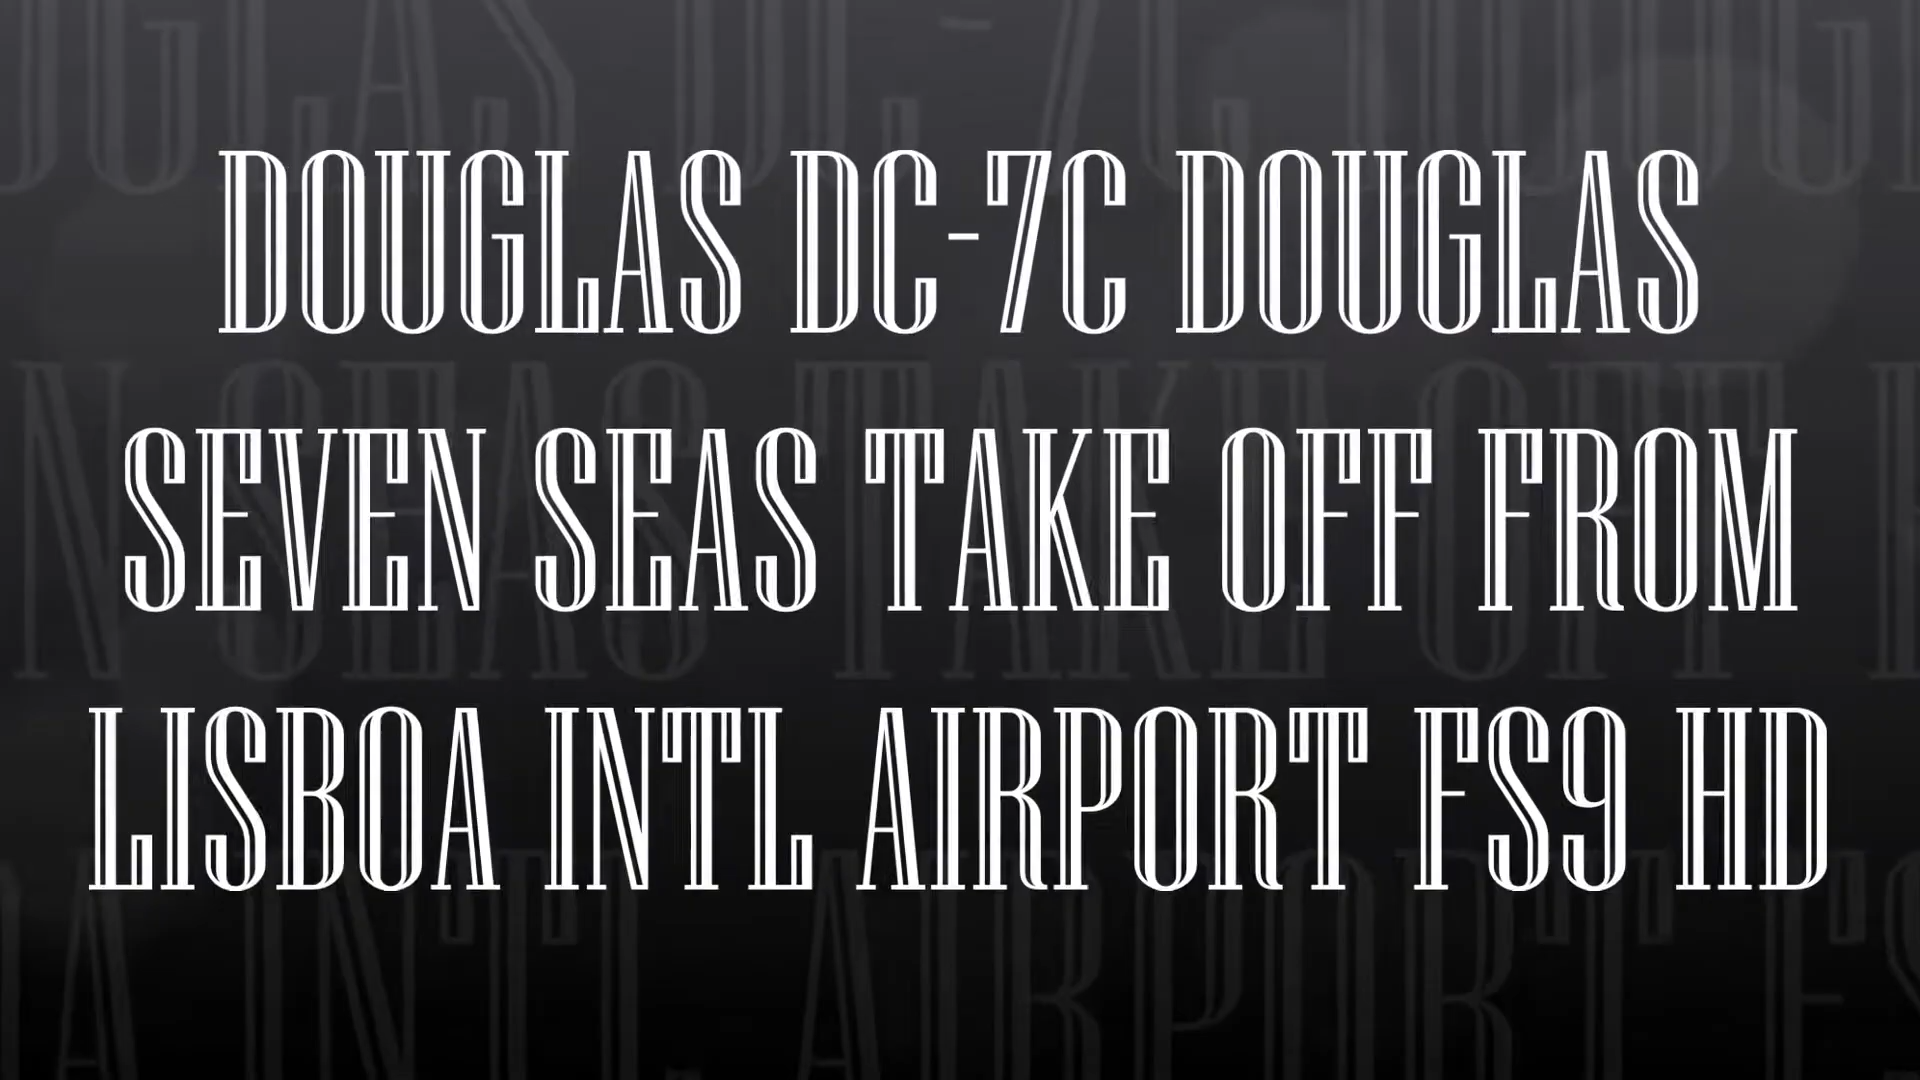 DOUGLAS DC-7C DOUGLAS
SEVEN SEAS TAKE OFF FROM
LISBOA INTL AIRPORT FS9 HD